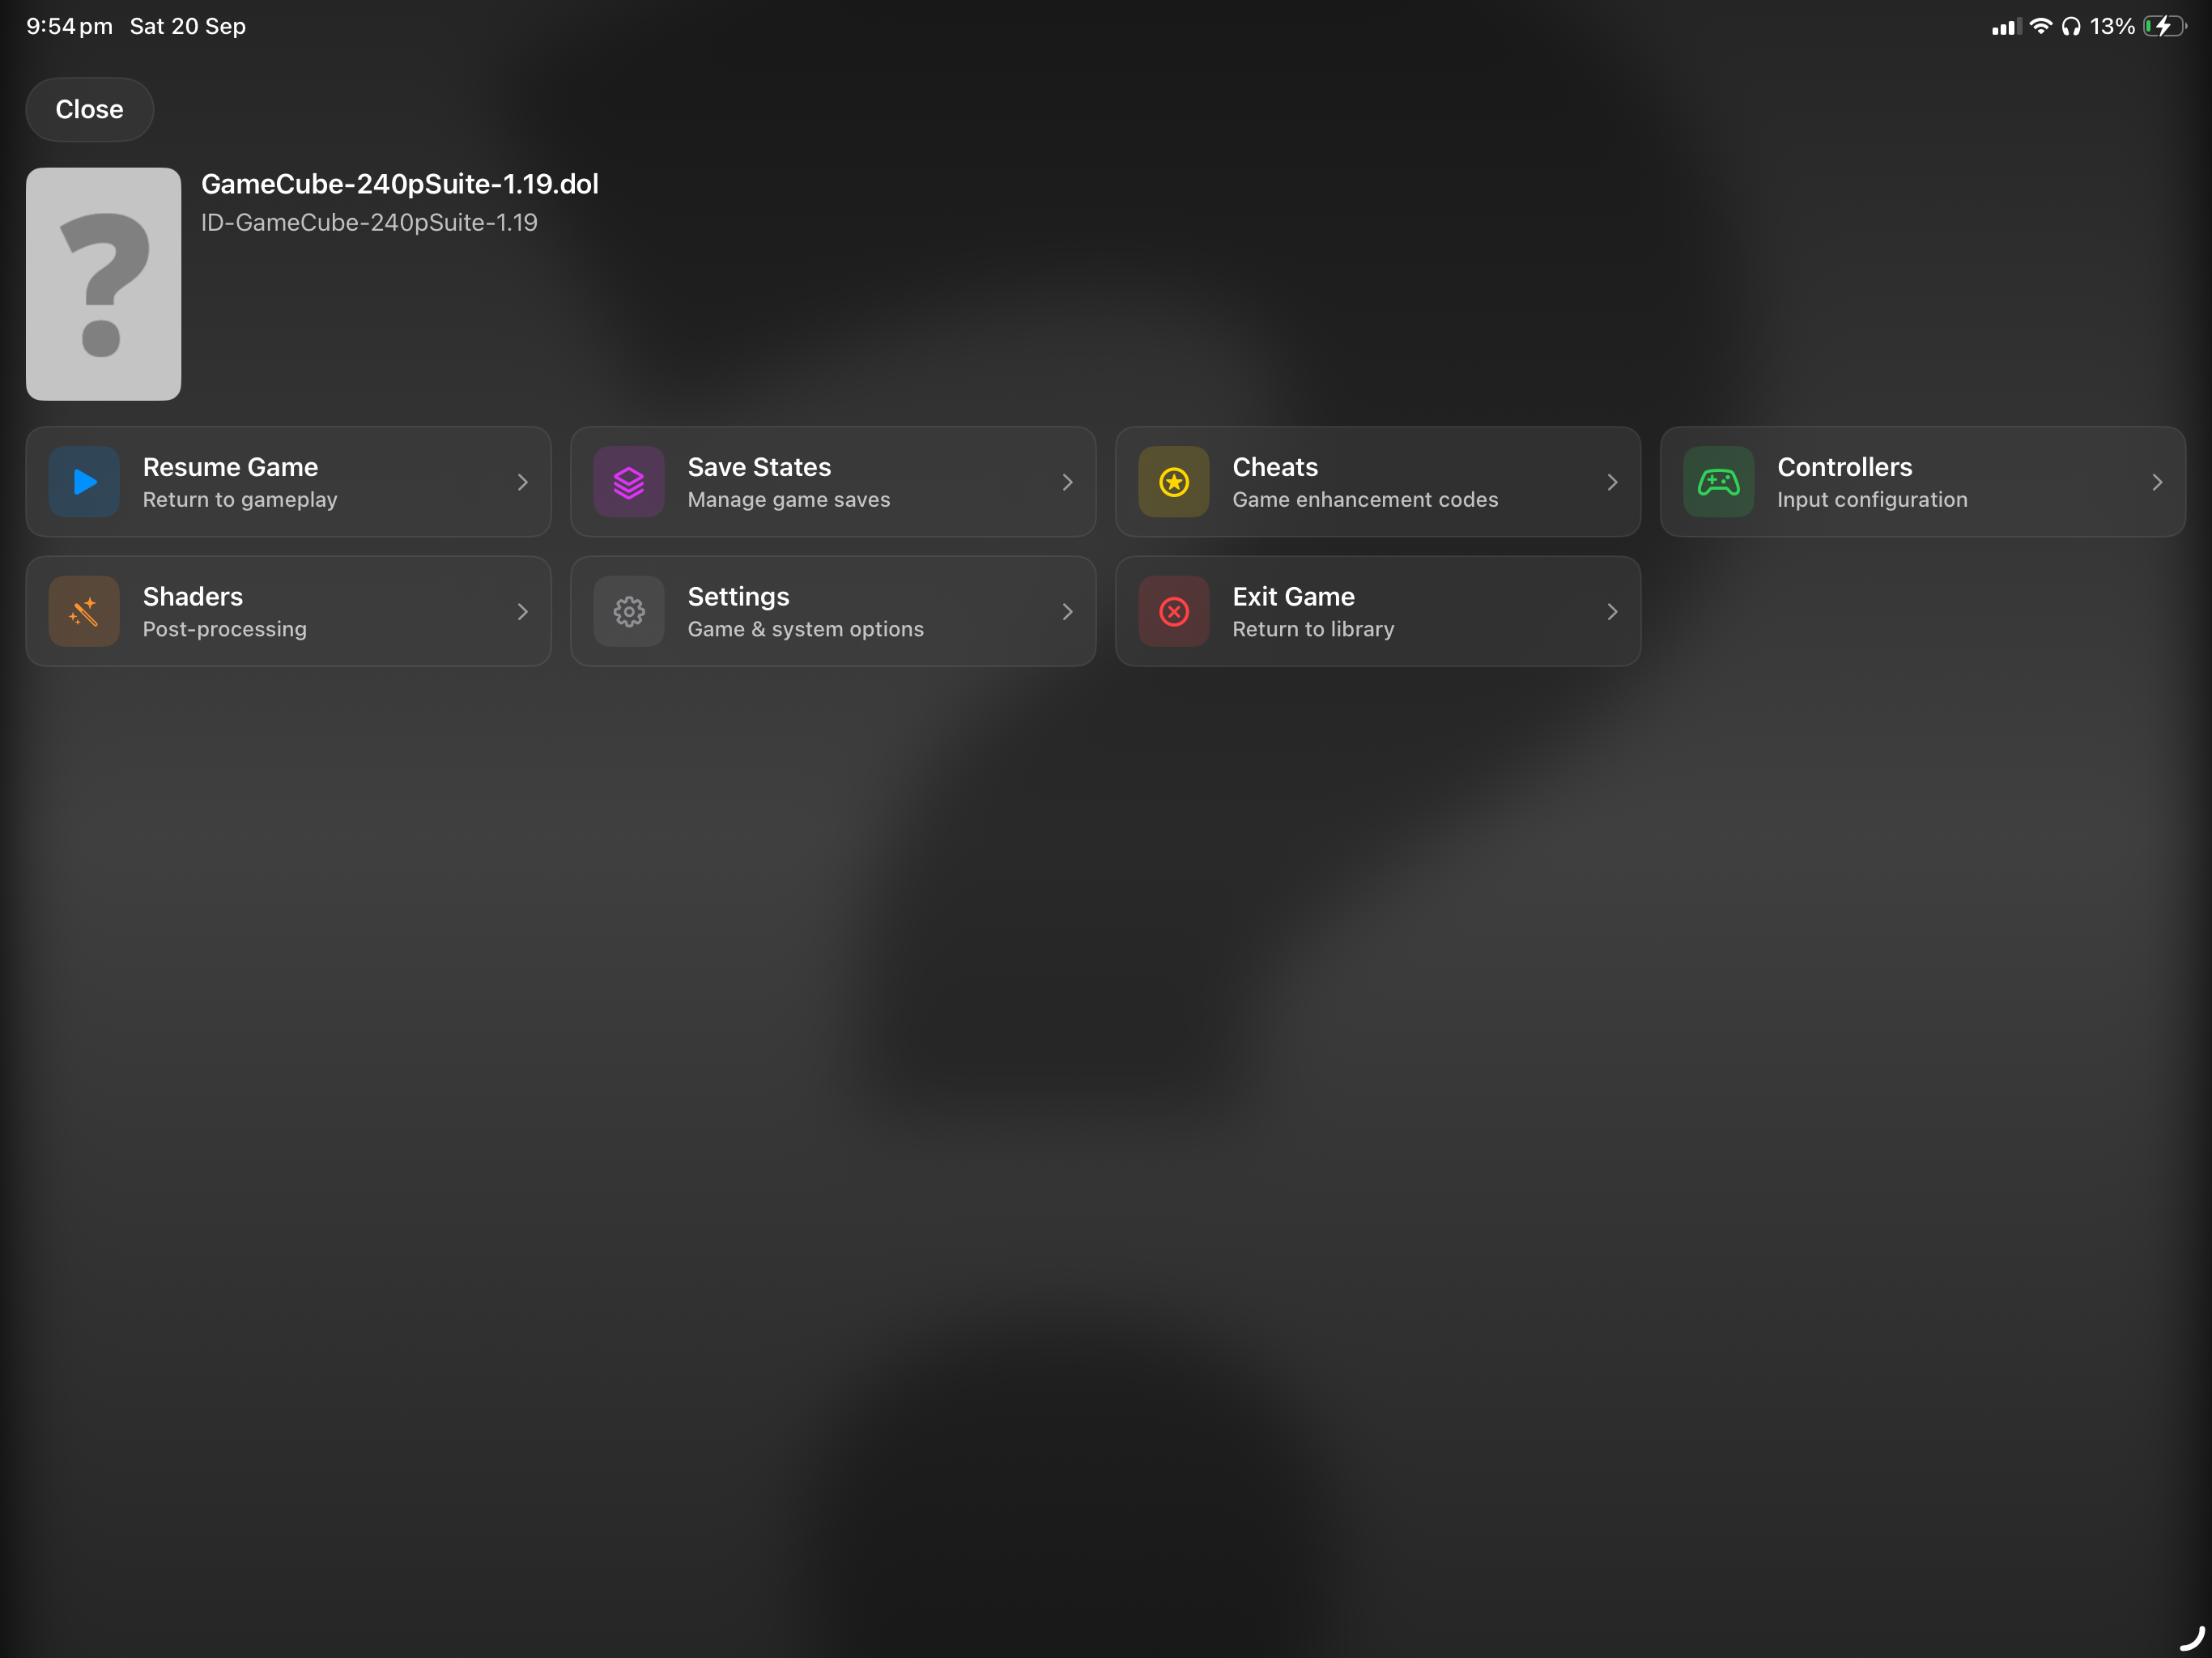 9:54 pm Sat 20 Sep
13%
Close
GameCube-240pSuite-1.19.dol
ID-GameCube-240pSuite-1.19
Resume Game
Return to gameplay
Save States
Manage game saves
Cheats
Game enhancement codes
Controllers
Input configuration
Shaders
Post-processing
Settings
Game & system options
Exit Game
Return to library